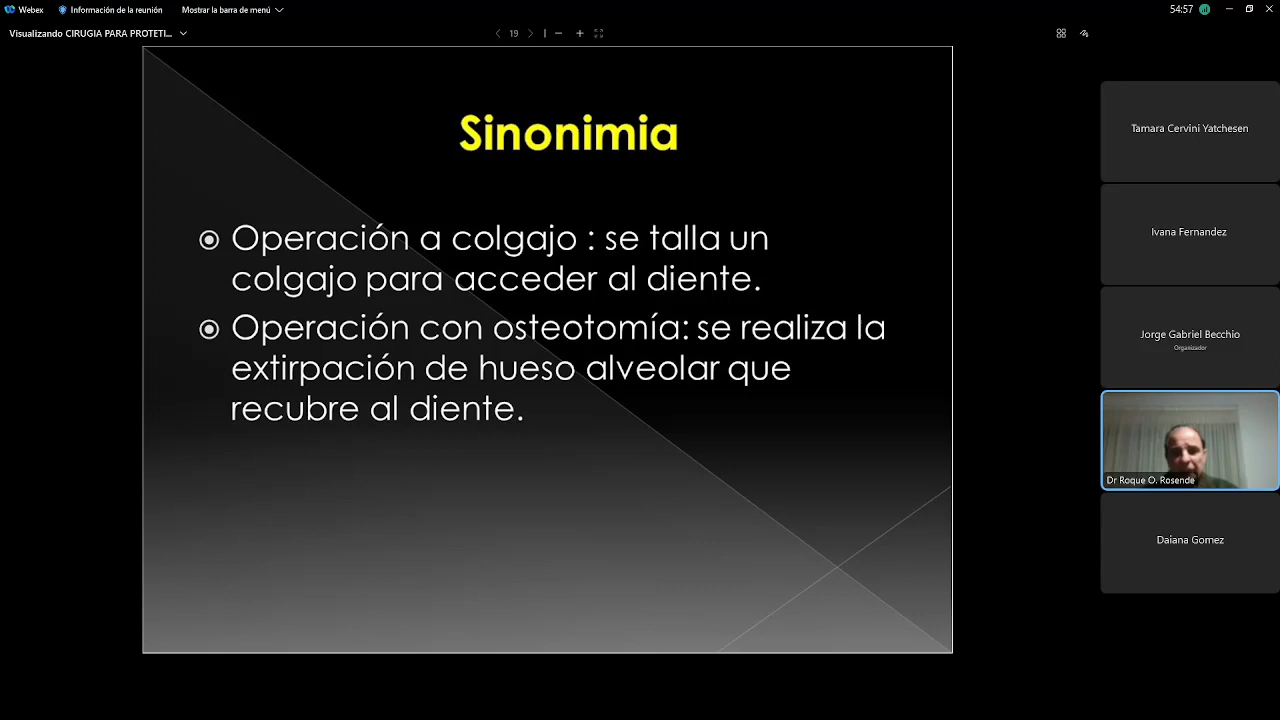 Webex
Información de la reunión
Mostrar la barra de menú
54:57
Visualizando CIRUGIA PARA PROTETI...
19
Sinonimia
Operación a colgajo : se talla un
colgajo para acceder al diente.
Operación con osteotomía: se realiza la
extirpación de hueso alveolar que
recubre al diente.
Tamara Cervini Yatchesen
Ivana Fernandez
Jorge Gabriel Becchio
Organizador
Dr Roque O. Rosende
Daiana Gomez